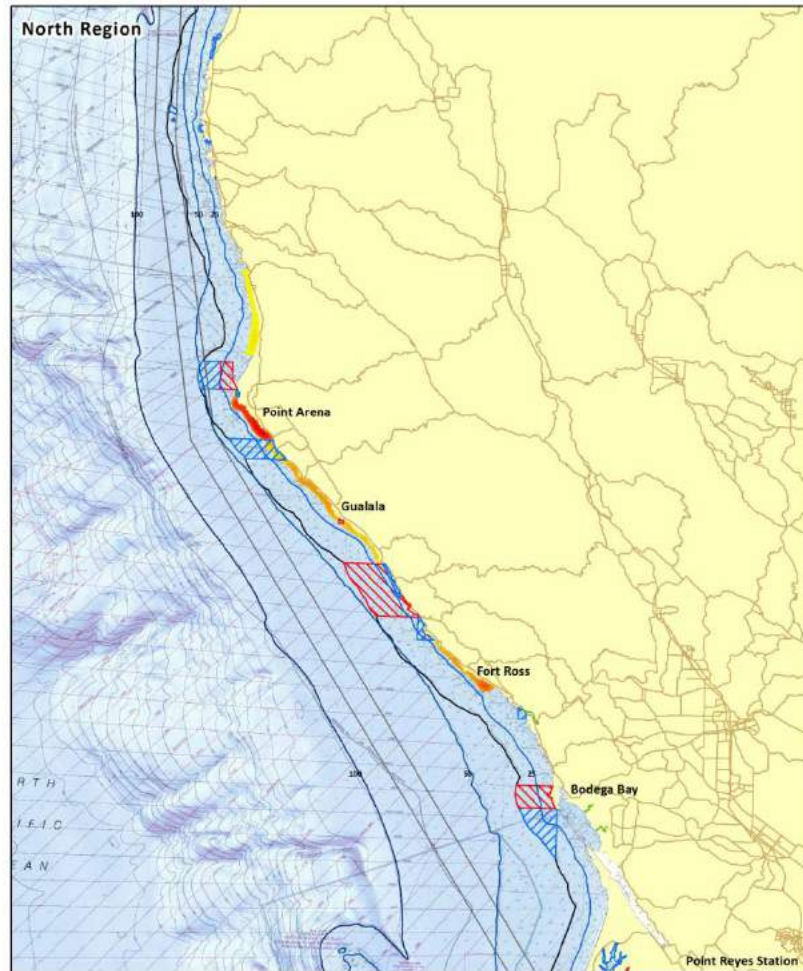 North Region
100
50
25
Point Arena
Gualala
Fort Ross
100
50
25
Bodega Bay
RTH
IFIC
EAN
Point Reyes Station